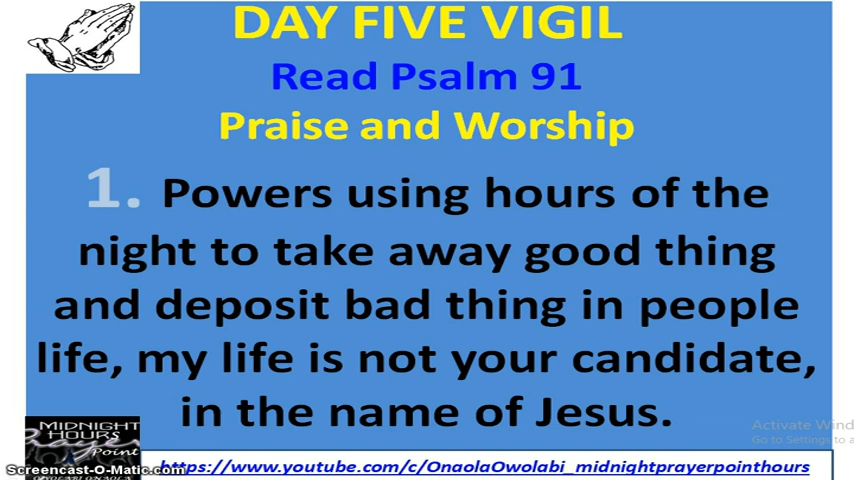 DAY FIVE VIGIL
Read Psalm 91
Praise and Worship
1. Powers using hours of the
night to take away good thing
and deposit bad thing in people
life, my life is not your candidate,
in the name of Jesus.
MIDNIGHT
HOURS
Praye
Point
Activate Wind
Go to Settings to a
Screencast-O-Matic.com
https://www.youtube.com/c/OnaolaOwolabi_midnightprayerpointhours